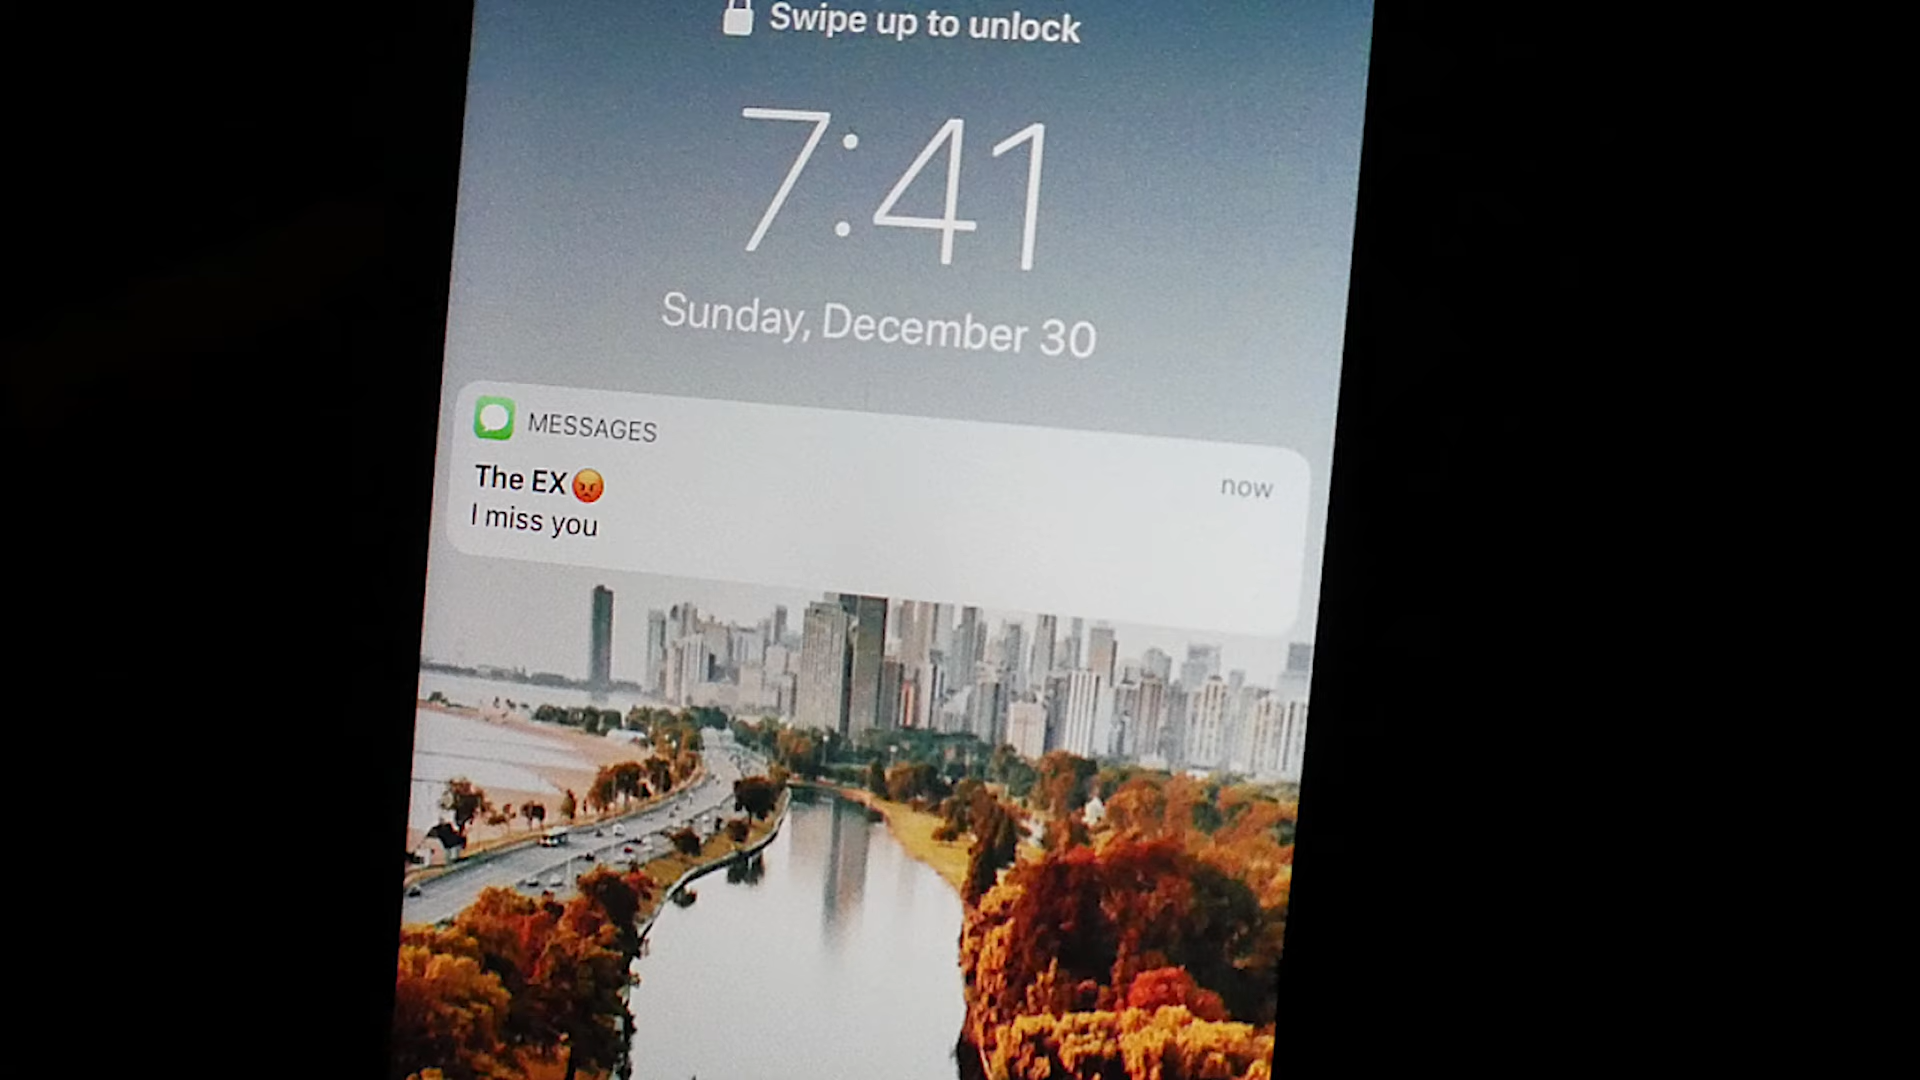 Swipe up to unlock
7:41
Sunday, December 30
MESSAGES
now
The EX😡
I miss you